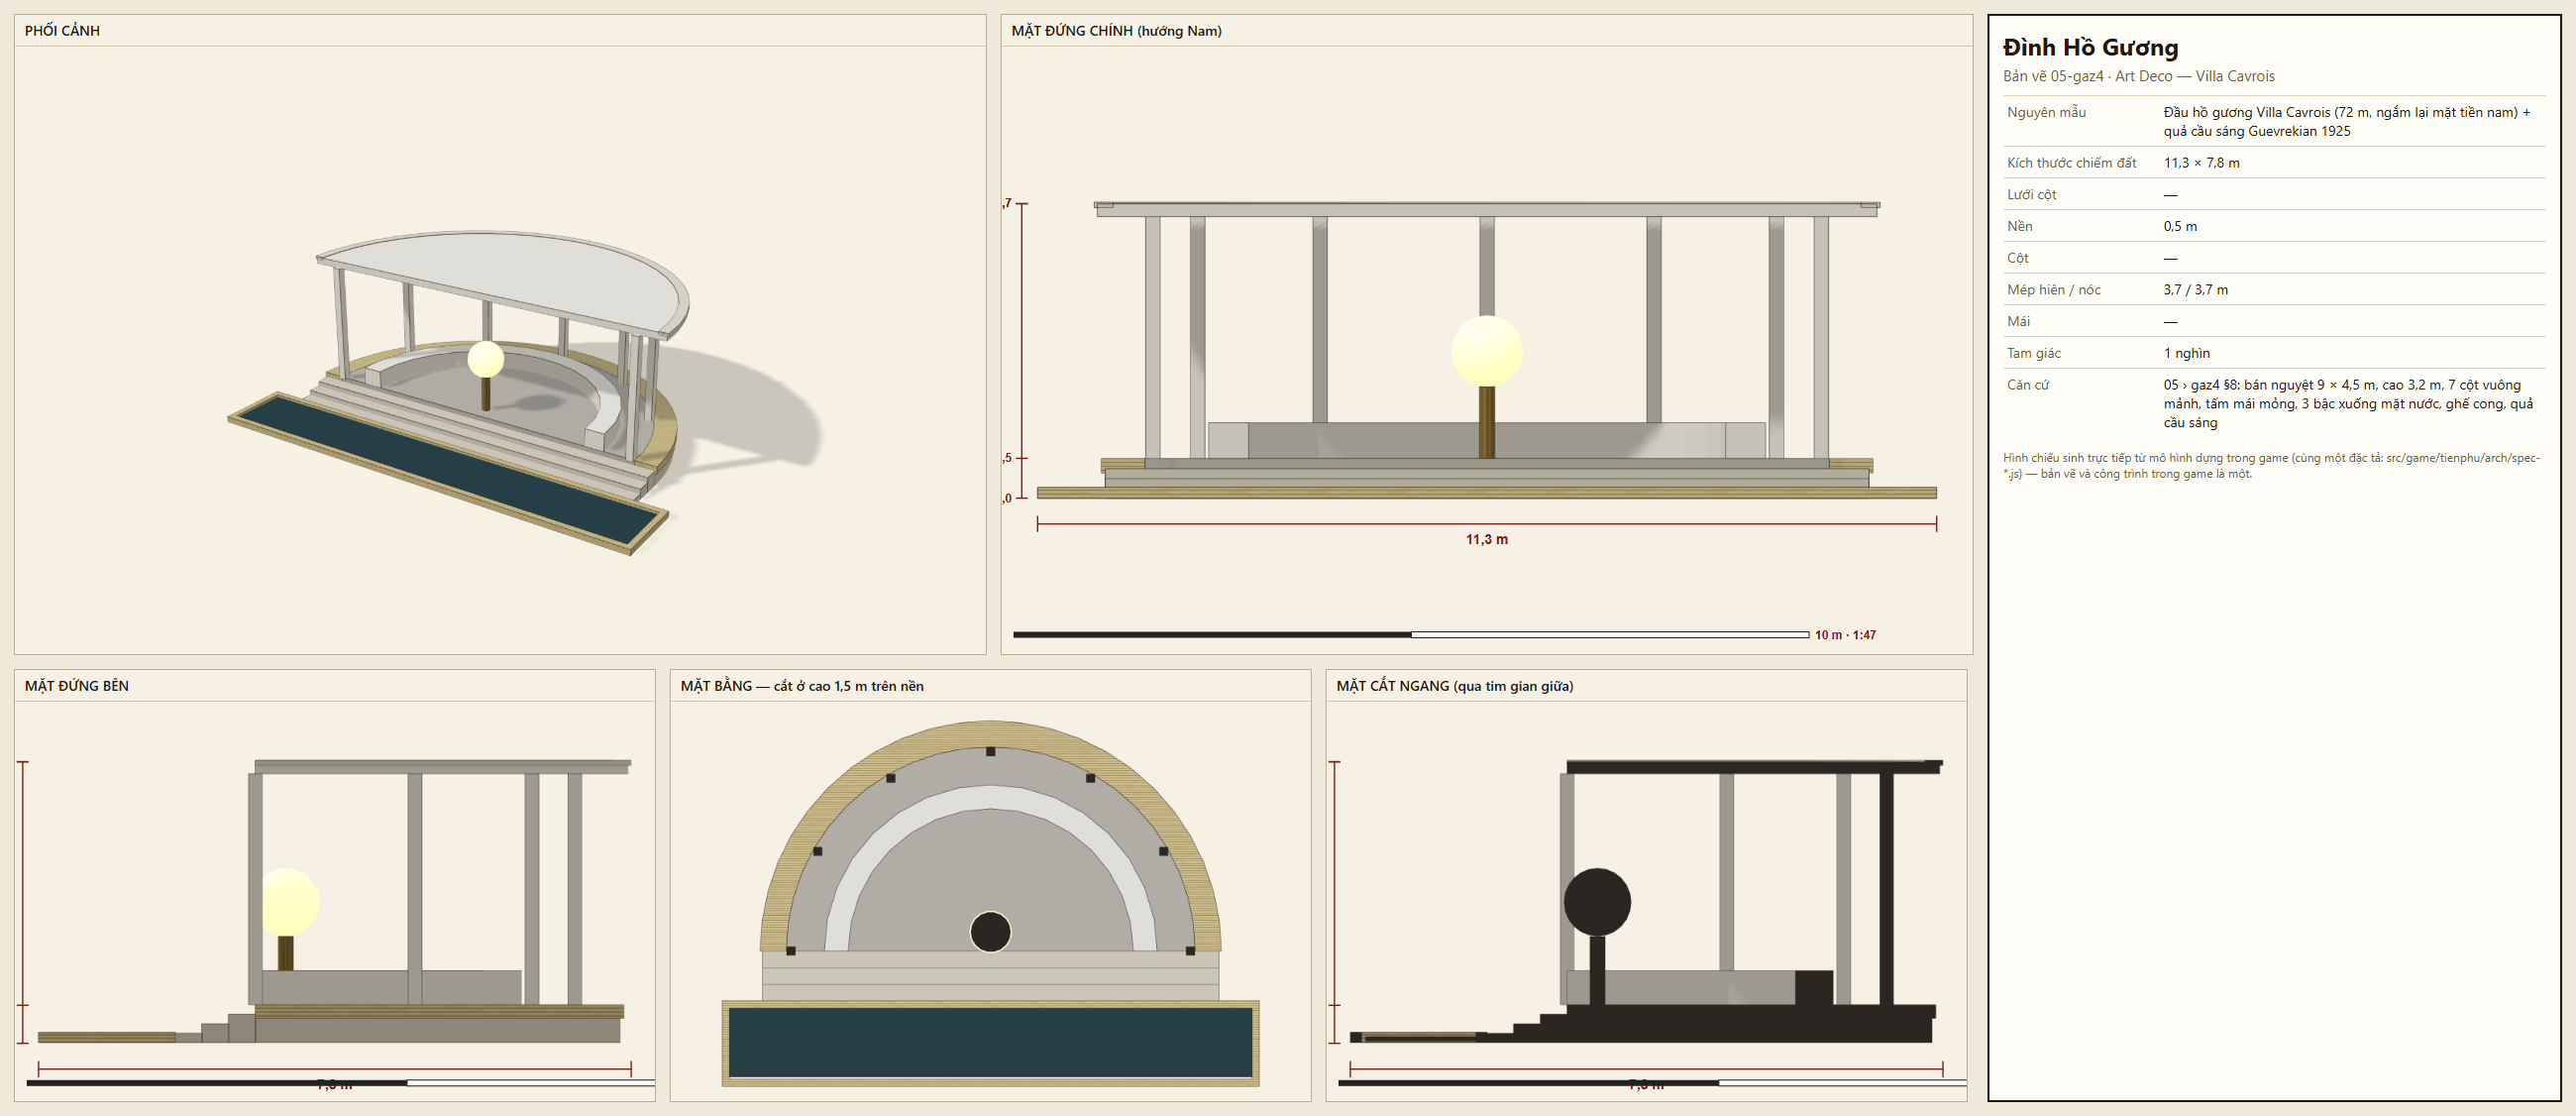 PHỐI CẢNH
MẶT ĐỨNG CHÍNH (hướng Nam)
,7
,5
,0
11,3 m
10 m · 1:47
MẶT ĐỨNG BÊN
7,8 m
MẶT BẰNG — cắt ở cao 1,5 m trên nền
MẶT CẮT NGANG (qua tim gian giữa)
7,8 m
Đình Hồ Gương
Bản vẽ 05-gaz4 · Art Deco — Villa Cavrois
Nguyên mẫu Đầu hồ gương Villa Cavrois (72 m, ngắm lại mặt tiền nam) +
quả cầu sáng Guevrekian 1925
Kích thước chiếm đất 11,3 × 7,8 m
Lưới cột —
Nền 0,5 m
Cột —
Mép hiên / nóc 3,7 / 3,7 m
Mái —
Tam giác 1 nghìn
Căn cứ 05 › gaz4 §8: bán nguyệt 9 × 4,5 m, cao 3,2 m, 7 cột vuông
mảnh, tấm mái mỏng, 3 bậc xuống mặt nước, ghế cong, quả
cầu sáng
Hình chiếu sinh trực tiếp từ mô hình dựng trong game (cùng một đặc tả: src/game/tienphu/arch/spec-
*.js) — bản vẽ và công trình trong game là một.